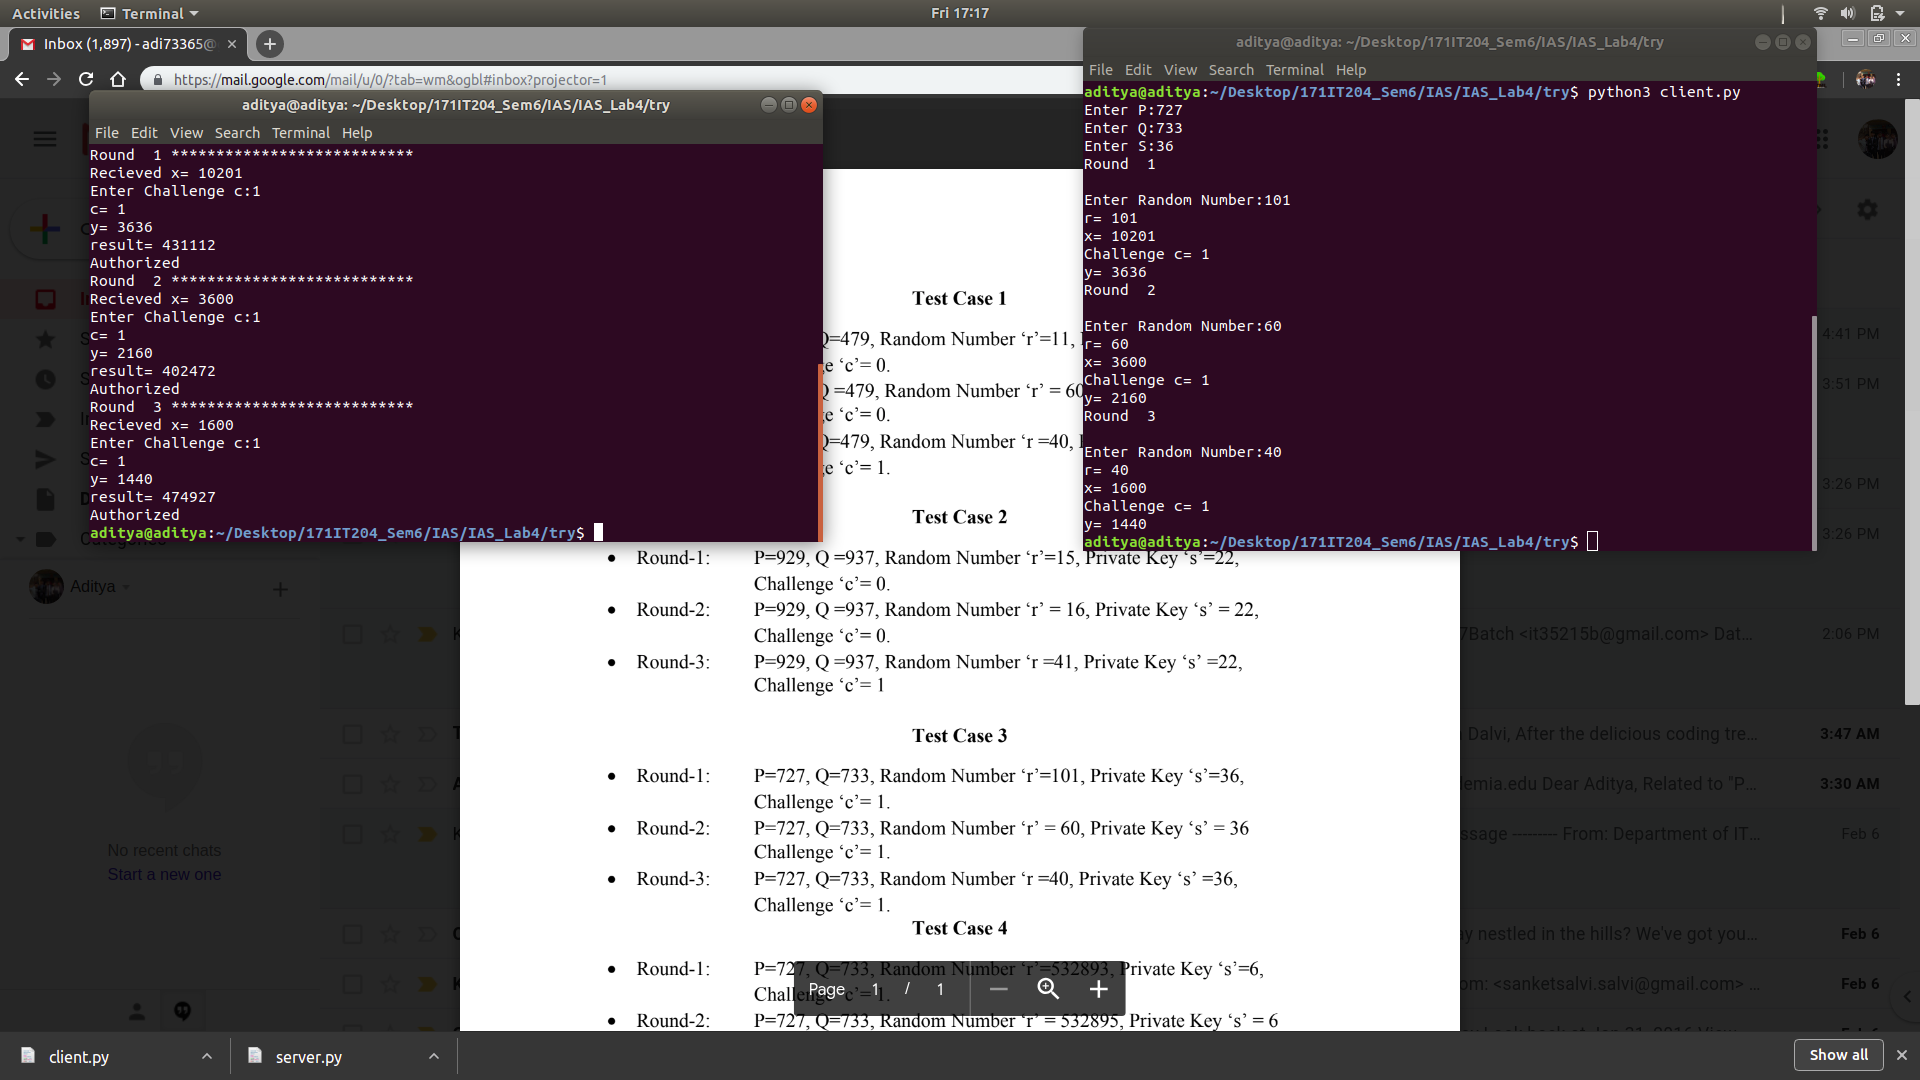 Activities Terminal Fri 17:17
Inbox (1,897) - adi73365@
https://mail.google.com/mail/u/0/?tab=wm&ogbl#inbox?projector=1
aditya@aditya: ~/Desktop/171IT204_Sem6/IAS/IAS_Lab4/try
File Edit View Search Terminal Help
Round  1 ***************************
Recieved x= 10201
Enter Challenge c:1
c= 1
y= 3636
result= 431112
Authorized
Round  2 ***************************
Recieved x= 3600
Enter Challenge c:1
c= 1
y= 2160
result= 402472
Authorized
Round  3 ***************************
Recieved x= 1600
Enter Challenge c:1
c= 1
y= 1440
result= 474927
Authorized
aditya@aditya:~/Desktop/171IT204_Sem6/IAS/IAS_Lab4/try$
aditya@aditya: ~/Desktop/171IT204_Sem6/IAS/IAS_Lab4/try
File Edit View Search Terminal Help
aditya@aditya:~/Desktop/171IT204_Sem6/IAS/IAS_Lab4/try$ python3 client.py
Enter P:727
Enter Q:733
Enter S:36
Round  1
Enter Random Number:101
r= 101
x= 10201
Challenge c= 1
y= 3636
Round  2
Enter Random Number:60
r= 60
x= 3600
Challenge c= 1
y= 2160
Round  3
Enter Random Number:40
r= 40
x= 1600
Challenge c= 1
y= 1440
aditya@aditya:~/Desktop/171IT204_Sem6/IAS/IAS_Lab4/try$
Test Case 1
Q=479, Random Number ‘r’=11,
‘c’= 0.
Q =479, Random Number ‘r’ = 60
‘c’= 0.
Q=479, Random Number ‘r =40,
‘c’= 1.
Test Case 2
• Round-1: P=929, Q =937, Random Number ‘r’=15, Private Key ‘s’=22,
Challenge ‘c’= 0.
• Round-2: P=929, Q =937, Random Number ‘r’ = 16, Private Key ‘s’ = 22,
Challenge ‘c’= 0.
• Round-3: P=929, Q =937, Random Number ‘r =41, Private Key ‘s’ =22,
Challenge ‘c’= 1
Test Case 3
• Round-1: P=727, Q=733, Random Number ‘r’=101, Private Key ‘s’=36,
Challenge ‘c’= 1.
• Round-2: P=727, Q=733, Random Number ‘r’ = 60, Private Key ‘s’ = 36
Challenge ‘c’= 1.
• Round-3: P=727, Q=733, Random Number ‘r =40, Private Key ‘s’ =36,
Challenge ‘c’= 1.
Test Case 4
• Round-1: P=727, Q=733, Random Number ‘r’=532893, Private Key ‘s’=6,
Challenge ‘c’= 1.
• Round-2: P=727, Q=733, Random Number ‘r’ = 532895, Private Key ‘s’ = 6
Page 1 / 1
Aditya
No recent chats
Start a new one
4:41 PM
3:51 PM
3:26 PM
3:26 PM
7Batch <it35215b@gmail.com> Dat… 2:06 PM
Dalvi, After the delicious coding tre… 3:47 AM
demia.edu Dear Aditya, Related to "P… 3:30 AM
ssage --------- From: Department of IT… Feb 6
ay nestled in the hills? We've got you… Feb 6
om: <sanketsalvi.salvi@gmail.com> … Feb 6
client.py server.py Show all